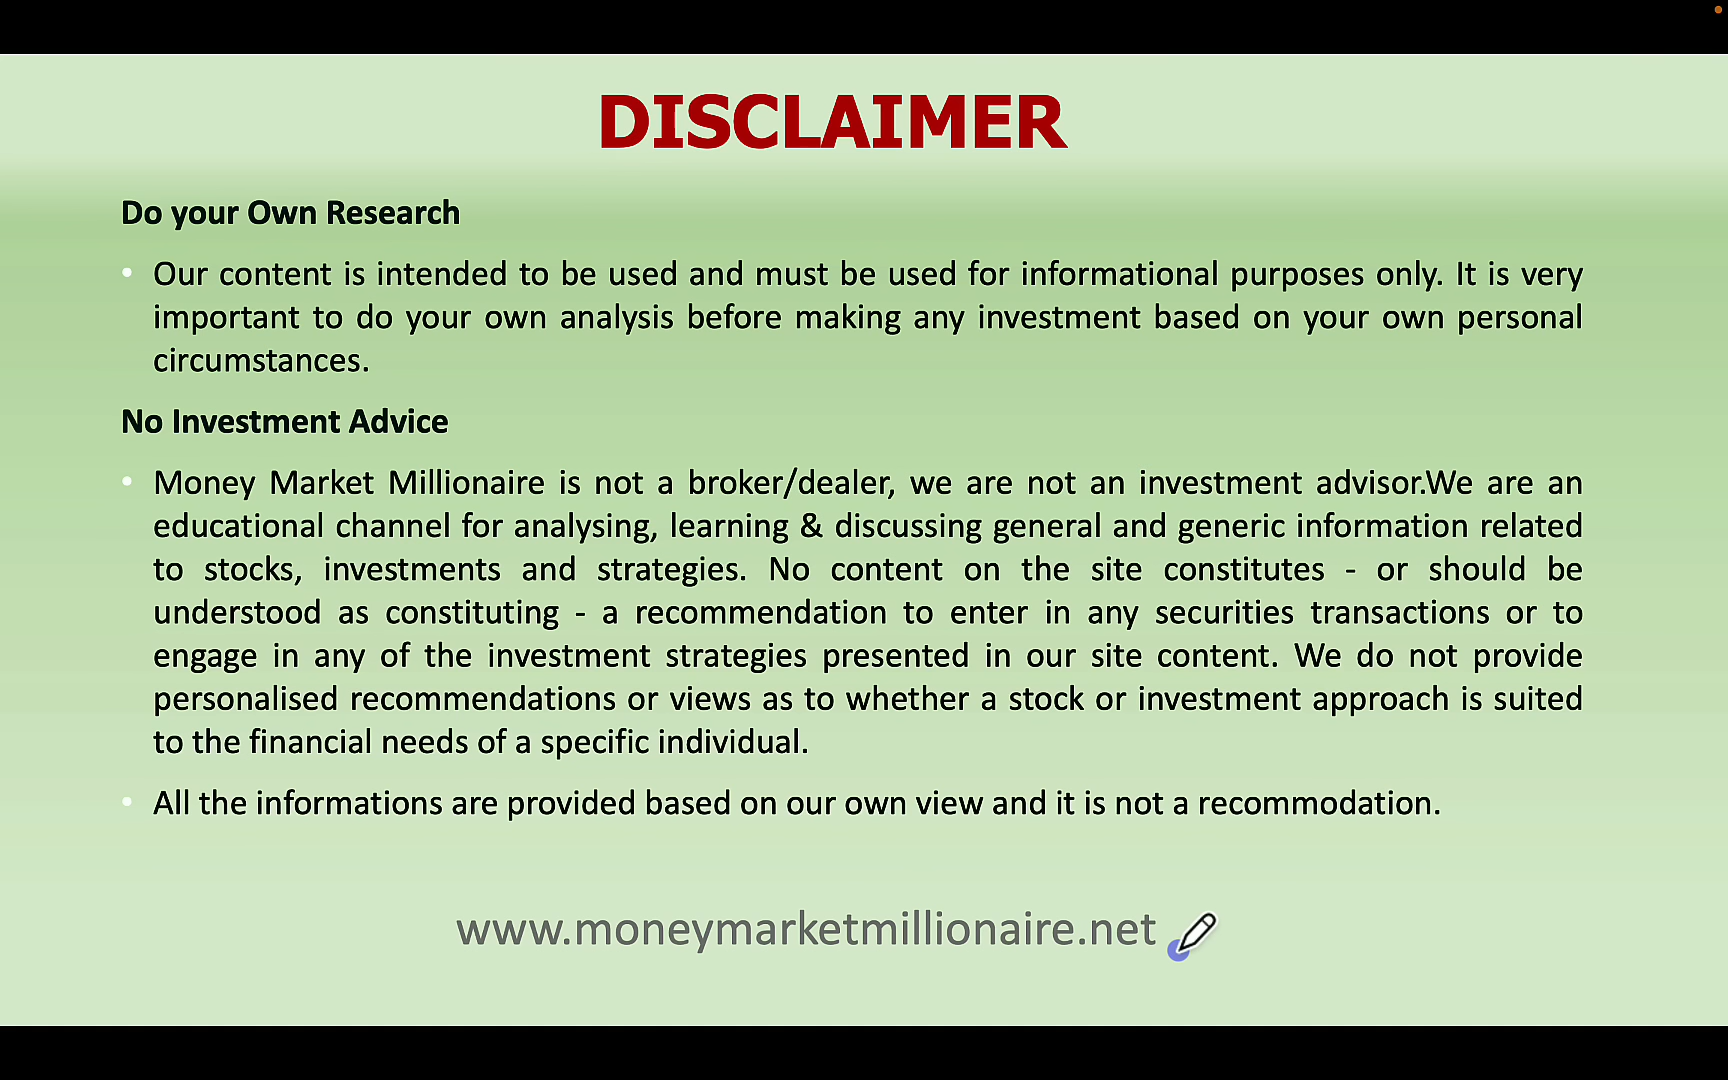 DISCLAIMER
Do your Own Research
• Our content is intended to be used and must be used for informational purposes only. It is very
important to do your own analysis before making any investment based on your own personal
circumstances.
No Investment Advice
• Money Market Millionaire is not a broker/dealer, we are not an investment advisor.We are an
educational channel for analysing, learning & discussing general and generic information related
to stocks, investments and strategies. No content on the site constitutes - or should be
understood as constituting - a recommendation to enter in any securities transactions or to
engage in any of the investment strategies presented in our site content. We do not provide
personalised recommendations or views as to whether a stock or investment approach is suited
to the financial needs of a specific individual.
• All the informations are provided based on our own view and it is not a recommodation.
www.moneymarketmillionaire.net